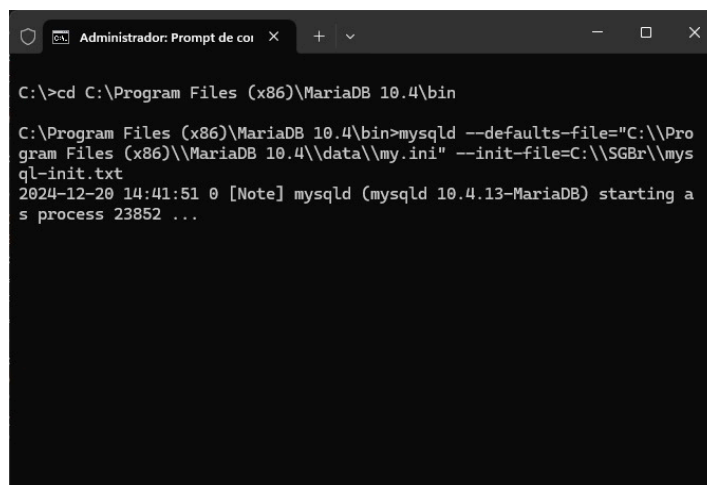 Administrador: Prompt de co
C:\>cd C:\Program Files (x86)\MariaDB 10.4\bin
C:\Program Files (x86)\MariaDB 10.4\bin>mysqld --defaults-file="C:\\Pro
gram Files (x86)\\MariaDB 10.4\\data\\my.ini" --init-file=C:\\SGBr\\mys
ql-init.txt
2024-12-20 14:41:51 0 [Note] mysqld (mysqld 10.4.13-MariaDB) starting a
s process 23852 ...